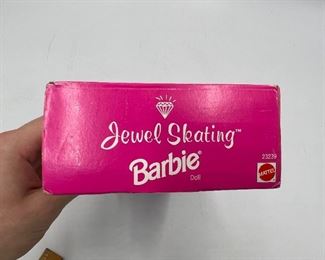 Jewel Skating™
Barbie®
Doll
23239
MATTEL